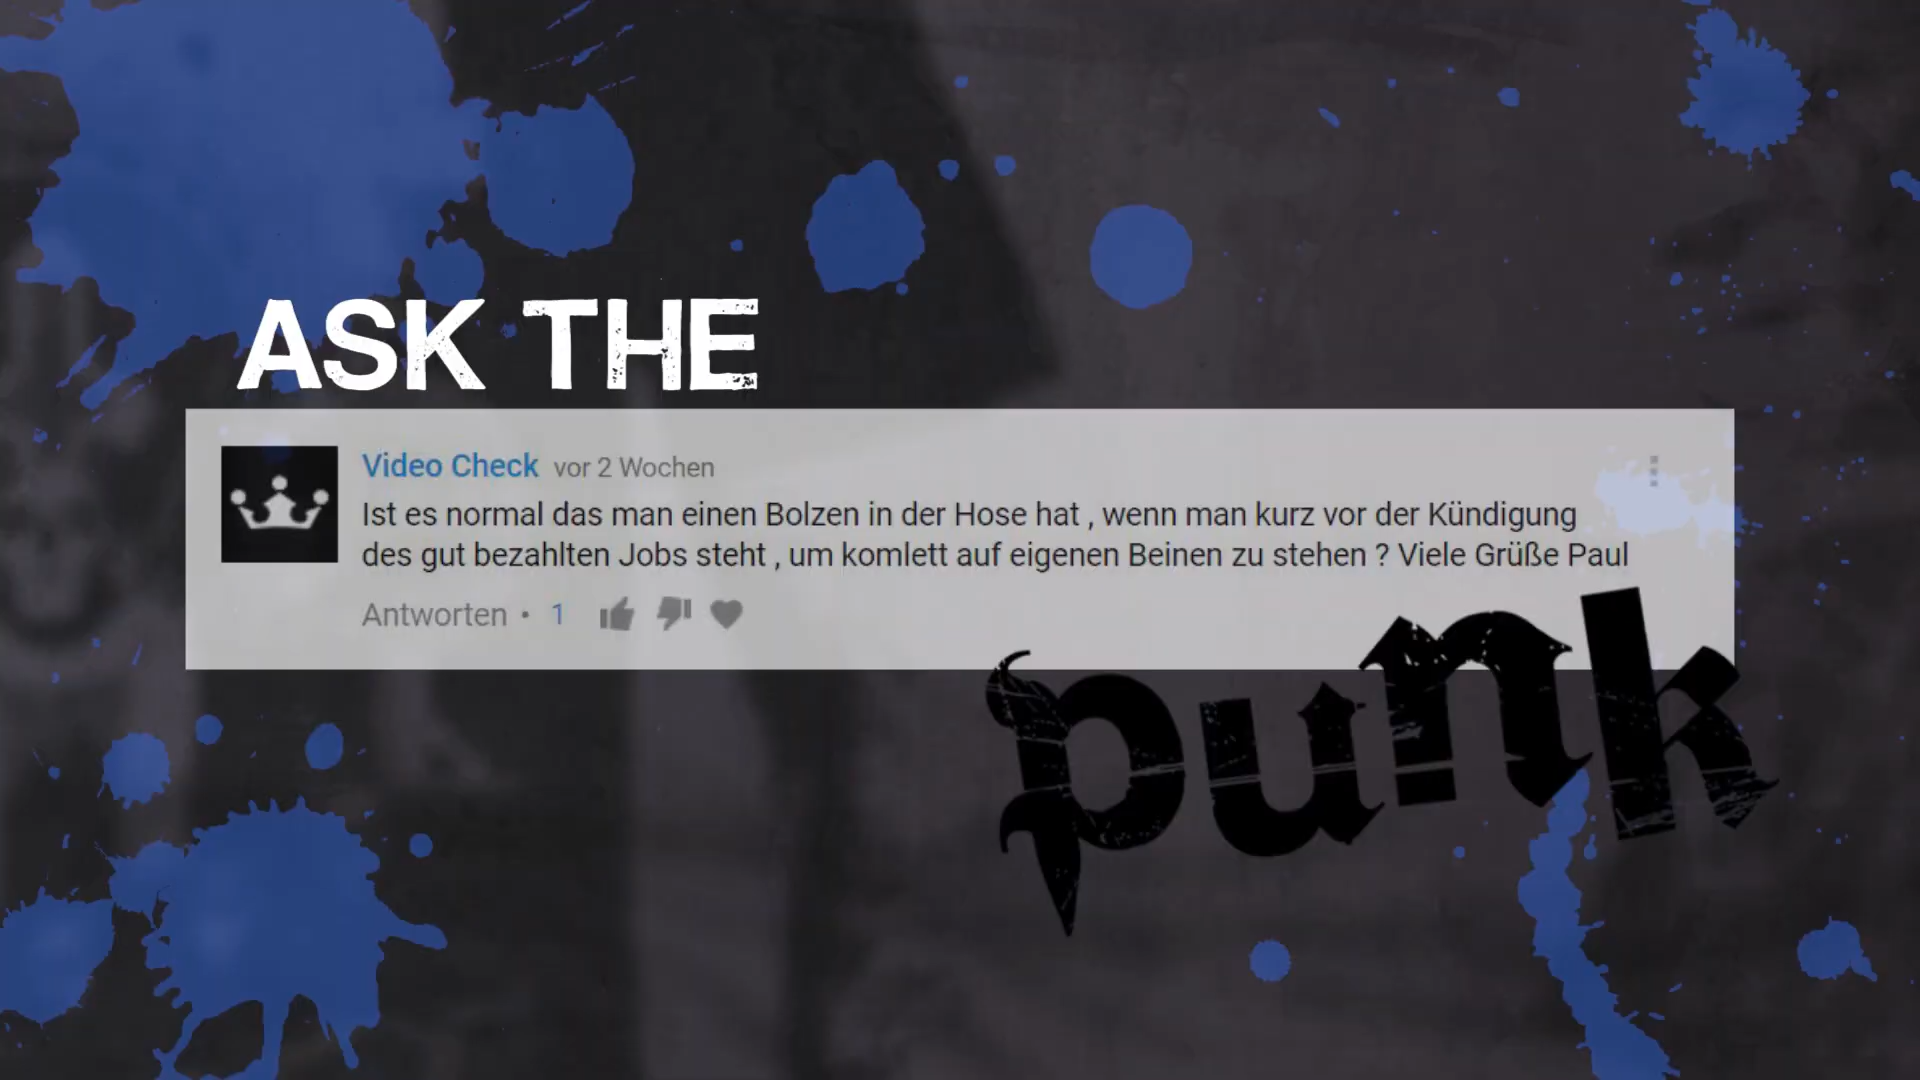 ASK THE
Video Check vor 2 Wochen
Ist es normal das man einen Bolzen in der Hose hat , wenn man kurz vor der Kündigung
des gut bezahlten Jobs steht , um komlett auf eigenen Beinen zu stehen ? Viele Grüße Paul
Antworten • 1
punk